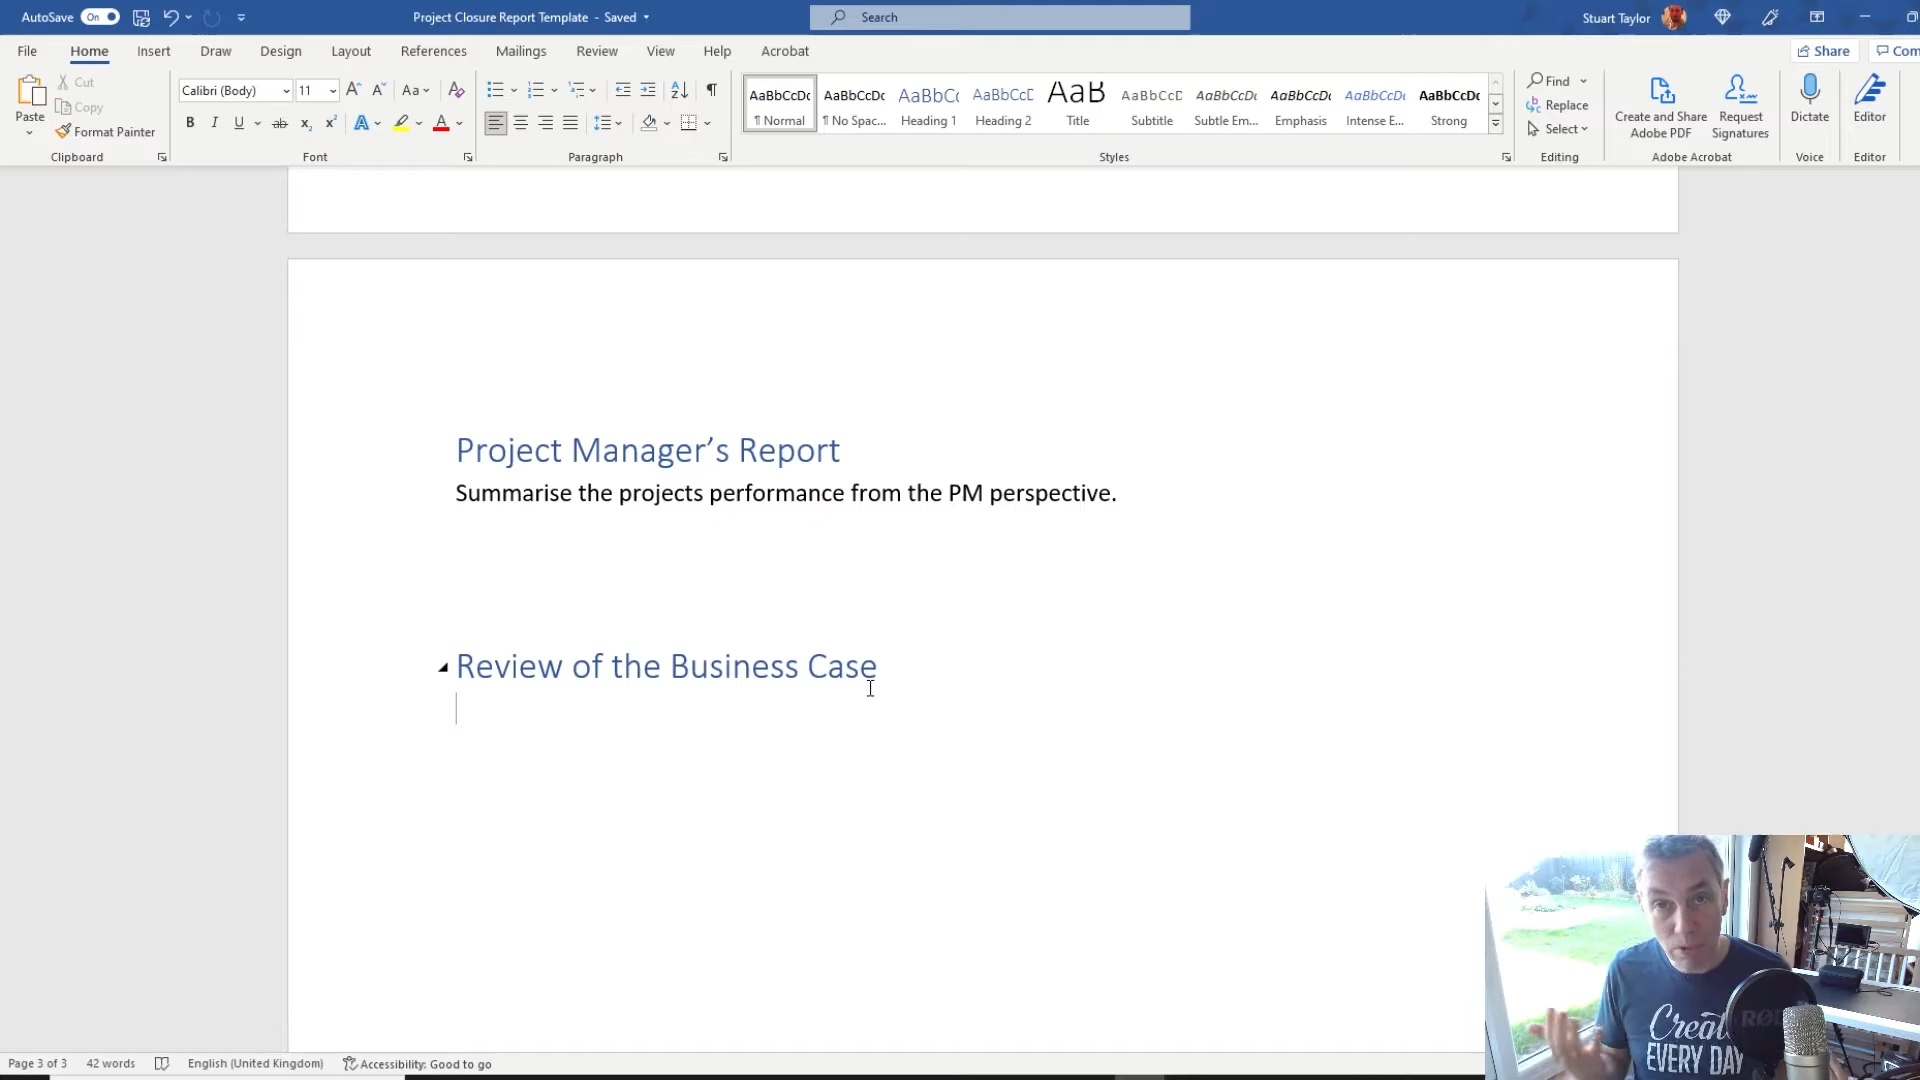 AutoSave On Project Closure Report Template - Saved Search Stuart Taylor
File Home Insert Draw Design Layout References Mailings Review View Help Acrobat Share Com
Paste
Cut
Copy
Format Painter
Clipboard
Calibri (Body) 11
Font
Paragraph
AaBbCcDc AaBbCcDc AaBbCc AaBbCcD AaB AaBbCcD AaBbCcDc AaBbCcDc AaBbCcDc AaBbCcDc
¶ Normal ¶ No Spac... Heading 1 Heading 2 Title Subtitle Subtle Em... Emphasis Intense E... Strong
Styles
Find
Replace
Select
Editing
Create and Share Adobe PDF
Request Signatures
Adobe Acrobat
Dictate
Voice
Editor
Editor
Project Manager’s Report
Summarise the projects performance from the PM perspective.
Review of the Business Case
Creat
EVERY DAY
RØD
Page 3 of 3 42 words English (United Kingdom) Accessibility: Good to go